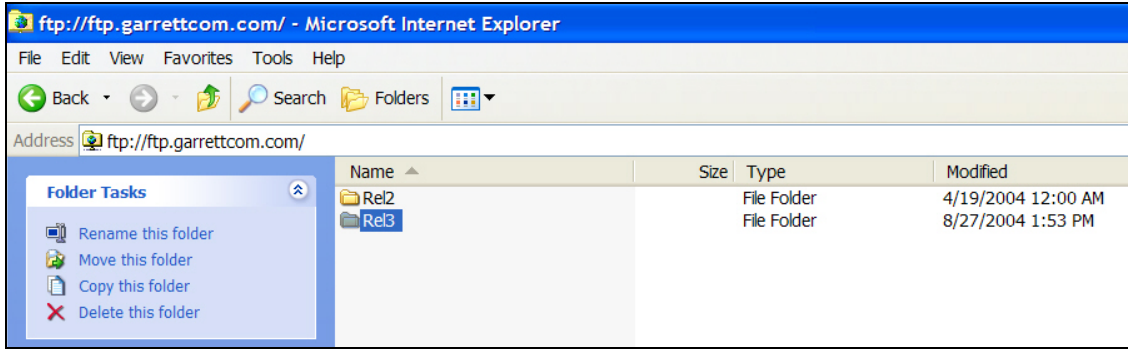 ftp://ftp.garrettcom.com/ - Microsoft Internet Explorer
File Edit View Favorites Tools Help
Back Search Folders
Address ftp://ftp.garrettcom.com/
Name Size Type Modified
Folder Tasks
Rel2 File Folder 4/19/2004 12:00 AM
Rel3 File Folder 8/27/2004 1:53 PM
Rename this folder
Move this folder
Copy this folder
Delete this folder